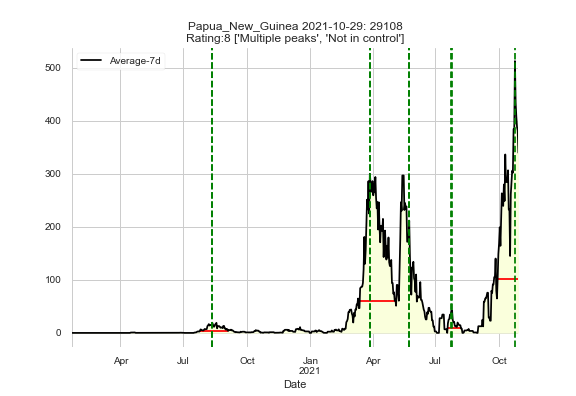 Papua_New_Guinea 2021-10-29: 29108
Rating:8 ['Multiple peaks', 'Not in control']
Average-7d
500
400
300
200
100
0
Apr Jul Oct Jan Apr Jul Oct
2021
Date